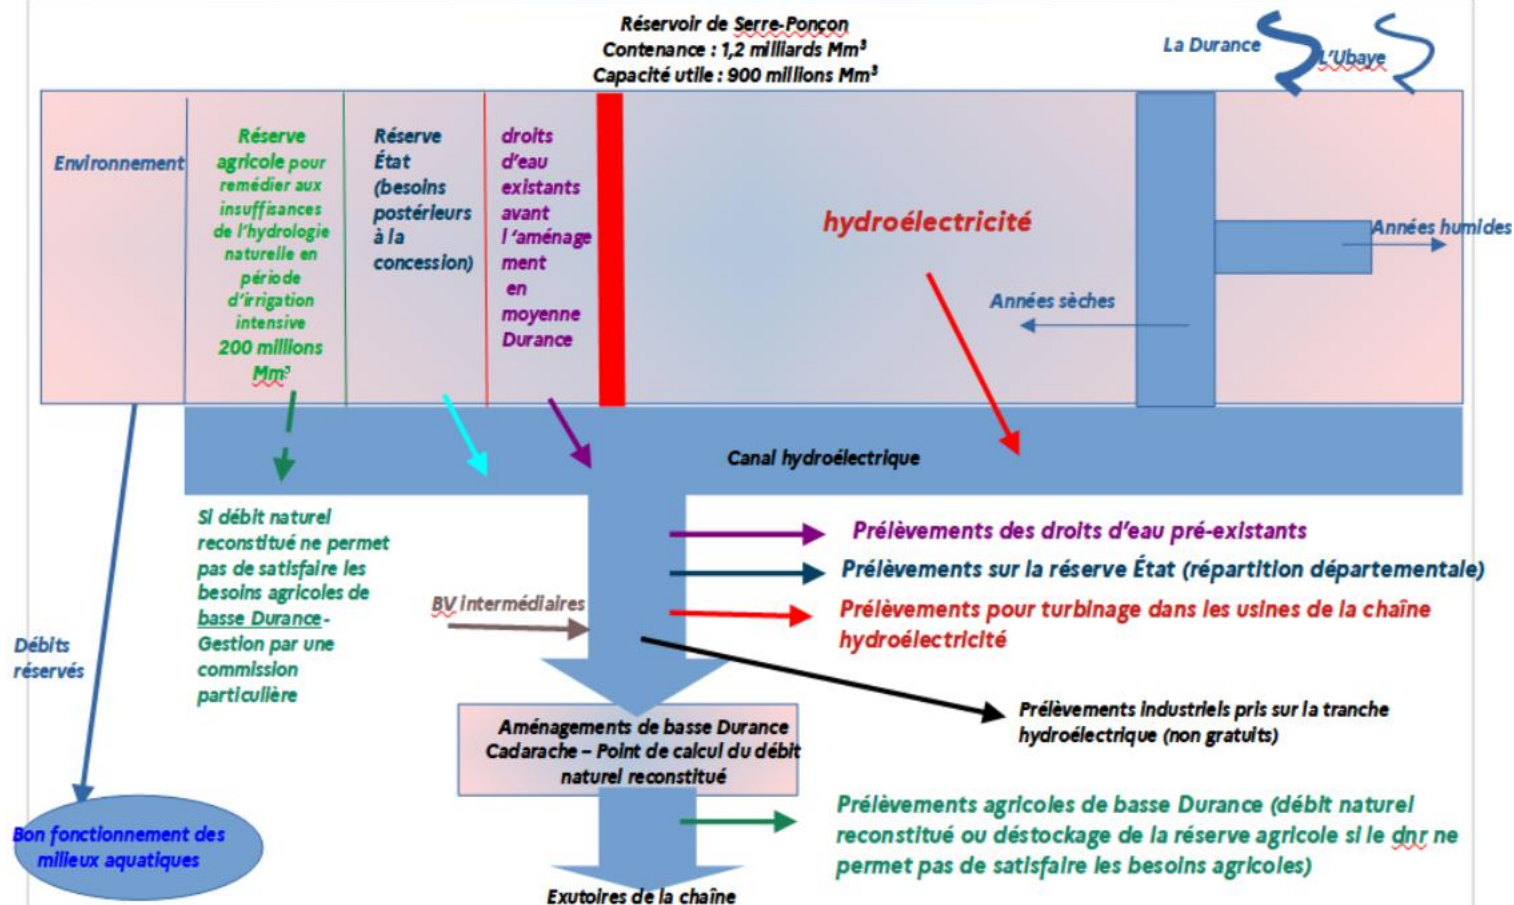 Réservoir de Serre-Ponçon
Contenance : 1,2 milliards Mm³
Capacité utile : 900 millions Mm³
La Durance
L'Ubaye
Environnement
Réserve
agricole pour
remédier aux
insuffisances
de l'hydrologie
naturelle en
période
d'irrigation
intensive
200 millions
Mm³
Réserve
État
(besoins
postérieurs
à la
concession)
droits
d'eau
existants
avant
l 'aménage
ment
en
moyenne
Durance
hydroélectricité
Années humides
Années sèches
Canal hydroélectrique
Si débit naturel
reconstitué ne permet
pas de satisfaire les
besoins agricoles de
basse Durance-
Gestion par une
commission
particulière
BV intermédiaires
Débits
réservés
Prélèvements des droits d'eau pré-existants
Prélèvements sur la réserve État (répartition départementale)
Prélèvements pour turbinage dans les usines de la chaîne
hydroélectricité
Prélèvements industriels pris sur la tranche
hydroélectrique (non gratuits)
Aménagements de basse Durance
Cadarache – Point de calcul du débit
naturel reconstitué
Prélèvements agricoles de basse Durance (débit naturel
reconstitué ou déstockage de la réserve agricole si le dnr ne
permet pas de satisfaire les besoins agricoles)
Bon fonctionnement des
milieux aquatiques
Exutoires de la chaîne